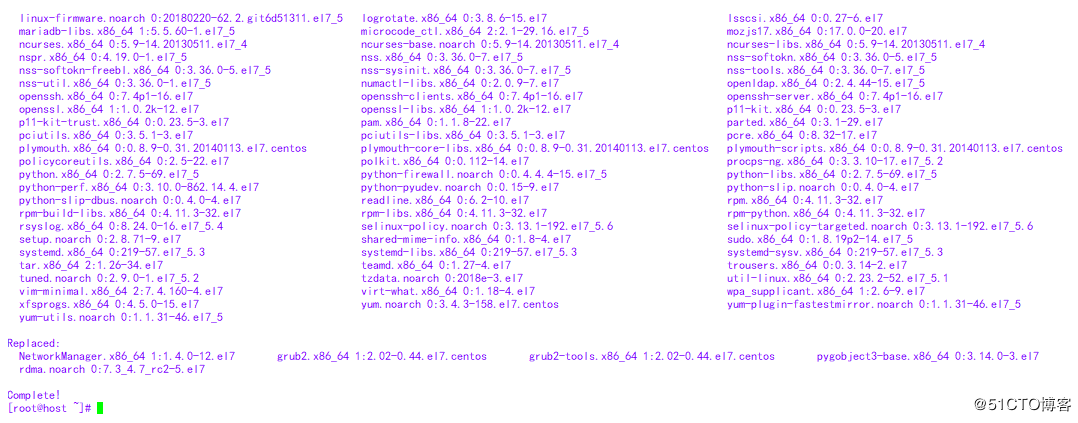 linux-firmware.noarch 0:20180220-62.2.git6d51311.el7_5 logrotate.x86_64 0:3.8.6-15.el7 lsscsi.x86_64 0:0.27-6.el7
mariadb-libs.x86_64 1:5.5.60-1.el7_5 microcode_ctl.x86_64 2:2.1-29.16.el7_5 mozjs17.x86_64 0:17.0.0-20.el7
ncurses.x86_64 0:5.9-14.20130511.el7_4 ncurses-base.noarch 0:5.9-14.20130511.el7_4 ncurses-libs.x86_64 0:5.9-14.20130511.el7_4
nspr.x86_64 0:4.19.0-1.el7_5 nss.x86_64 0:3.36.0-7.el7_5 nss-softokn.x86_64 0:3.36.0-5.el7_5
nss-softokn-freebl.x86_64 0:3.36.0-5.el7_5 nss-sysinit.x86_64 0:3.36.0-7.el7_5 nss-tools.x86_64 0:3.36.0-7.el7_5
nss-util.x86_64 0:3.36.0-1.el7_5 numactl-libs.x86_64 0:2.0.9-7.el7 openldap.x86_64 0:2.4.44-15.el7_5
openssh.x86_64 0:7.4p1-16.el7 openssh-clients.x86_64 0:7.4p1-16.el7 openssh-server.x86_64 0:7.4p1-16.el7
openssl.x86_64 1:1.0.2k-12.el7 openssl-libs.x86_64 1:1.0.2k-12.el7 p11-kit.x86_64 0:0.23.5-3.el7
p11-kit-trust.x86_64 0:0.23.5-3.el7 pam.x86_64 0:1.1.8-22.el7 parted.x86_64 0:3.1-29.el7
pciutils.x86_64 0:3.5.1-3.el7 pciutils-libs.x86_64 0:3.5.1-3.el7 pcre.x86_64 0:8.32-17.el7
plymouth.x86_64 0:0.8.9-0.31.20140113.el7.centos plymouth-core-libs.x86_64 0:0.8.9-0.31.20140113.el7.centos plymouth-scripts.x86_64 0:0.8.9-0.31.20140113.el7.centos
policycoreutils.x86_64 0:2.5-22.el7 polkit.x86_64 0:0.112-14.el7 procps-ng.x86_64 0:3.3.10-17.el7_5.2
python.x86_64 0:2.7.5-69.el7_5 python-firewall.noarch 0:0.4.4.4-15.el7_5 python-libs.x86_64 0:2.7.5-69.el7_5
python-perf.x86_64 0:3.10.0-862.14.4.el7 python-pyudev.noarch 0:0.15-9.el7 python-slip.noarch 0:0.4.0-4.el7
python-slip-dbus.noarch 0:0.4.0-4.el7 readline.x86_64 0:6.2-10.el7 rpm.x86_64 0:4.11.3-32.el7
rpm-build-libs.x86_64 0:4.11.3-32.el7 rpm-libs.x86_64 0:4.11.3-32.el7 rpm-python.x86_64 0:4.11.3-32.el7
rsyslog.x86_64 0:8.24.0-16.el7_5.4 selinux-policy.noarch 0:3.13.1-192.el7_5.6 selinux-policy-targeted.noarch 0:3.13.1-192.el7_5.6
setup.noarch 0:2.8.71-9.el7 shared-mime-info.x86_64 0:1.8-4.el7 sudo.x86_64 0:1.8.19p2-14.el7_5
systemd.x86_64 0:219-57.el7_5.3 systemd-libs.x86_64 0:219-57.el7_5.3 systemd-sysv.x86_64 0:219-57.el7_5.3
tar.x86_64 2:1.26-34.el7 teamd.x86_64 0:1.27-4.el7 trousers.x86_64 0:0.3.14-2.el7
tuned.noarch 0:2.9.0-1.el7_5.2 tzdata.noarch 0:2018e-3.el7 util-linux.x86_64 0:2.23.2-52.el7_5.1
vim-minimal.x86_64 2:7.4.160-4.el7 virt-what.x86_64 0:1.18-4.el7 wpa_supplicant.x86_64 1:2.6-9.el7
xfsprogs.x86_64 0:4.5.0-15.el7 yum.noarch 0:3.4.3-158.el7.centos yum-plugin-fastestmirror.noarch 0:1.1.31-46.el7_5
yum-utils.noarch 0:1.1.31-46.el7_5
Replaced:
NetworkManager.x86_64 1:1.4.0-12.el7 grub2.x86_64 1:2.02-0.44.el7.centos grub2-tools.x86_64 1:2.02-0.44.el7.centos pygobject3-base.x86_64 0:3.14.0-3.el7
rdma.noarch 0:7.3_4.7_rc2-5.el7
Complete!
[root@host ~]#
@51CTO博客